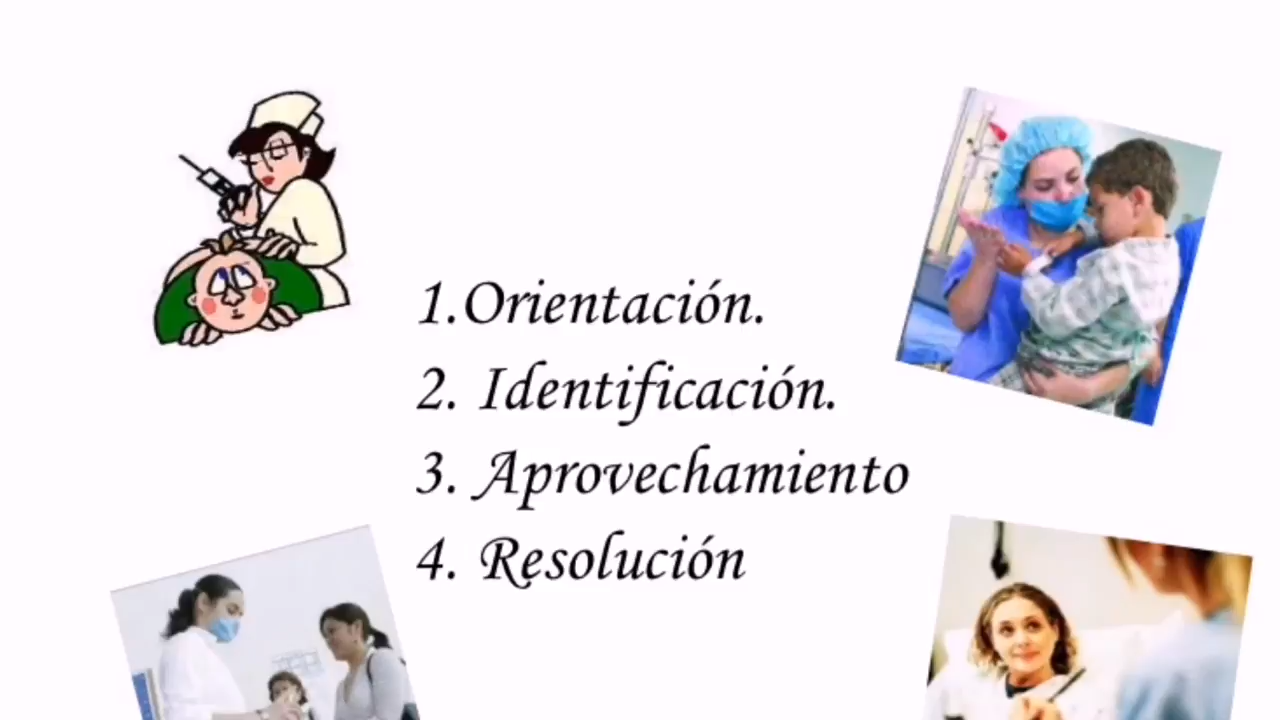 1.Orientación.
2. Identificación.
3. Aprovechamiento
4. Resolución